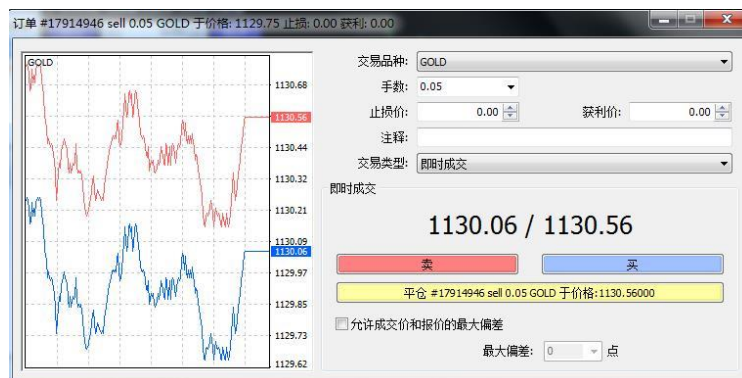 订单 #17914946 sell 0.05 GOLD 于价格: 1129.75 止损: 0.00 获利: 0.00
GOLD
1130.68
1130.56
1130.44
1130.32
1130.21
1130.09
1130.06
1129.97
1129.85
1129.73
1129.62
交易品种: GOLD
手数: 0.05
止损价: 0.00 获利价: 0.00
注释:
交易类型: 即时成交
即时成交
1130.06 / 1130.56
卖 买
平仓 #17914946 sell 0.05 GOLD 于价格:1130.56000
允许成交价和报价的最大偏差
最大偏差: 0 点